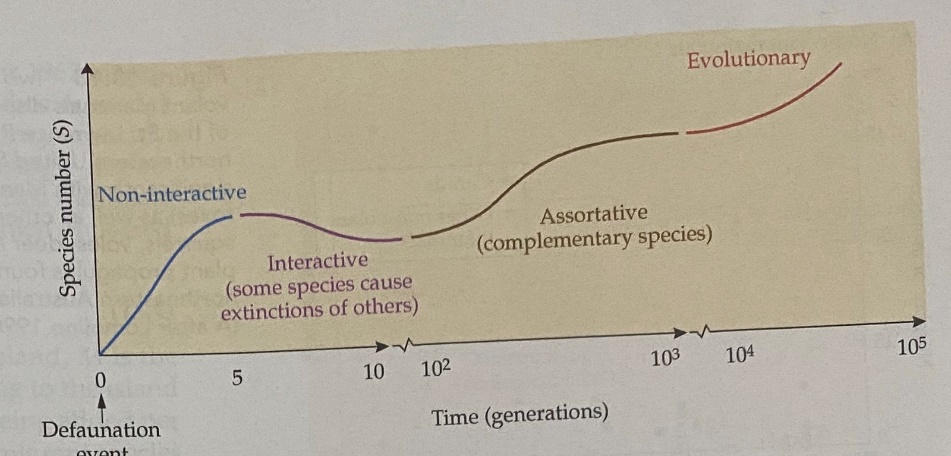 Evolutionary
Species number (S)
Non-interactive
Assortative
(complementary species)
Interactive
(some species cause
extinctions of others)
0
5
10
10²
10³
10⁴
10⁵
Time (generations)
Defaunation
event